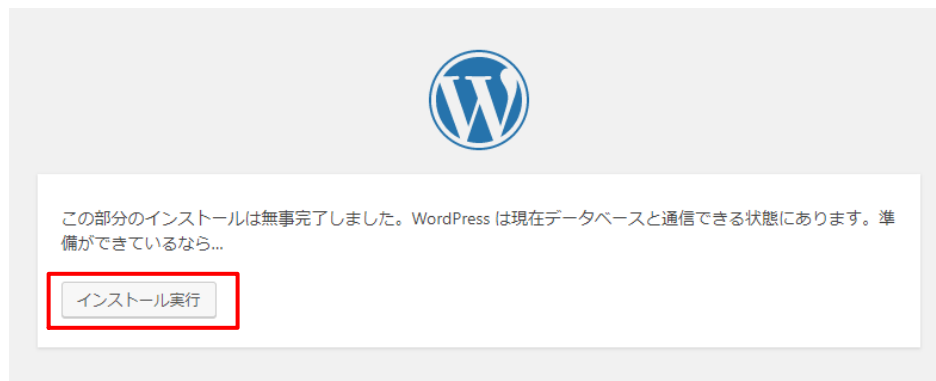 この部分のインストールは無事完了しました。WordPress は現在データベースと通信できる状態にあります。準
備ができているなら…
インストール実行